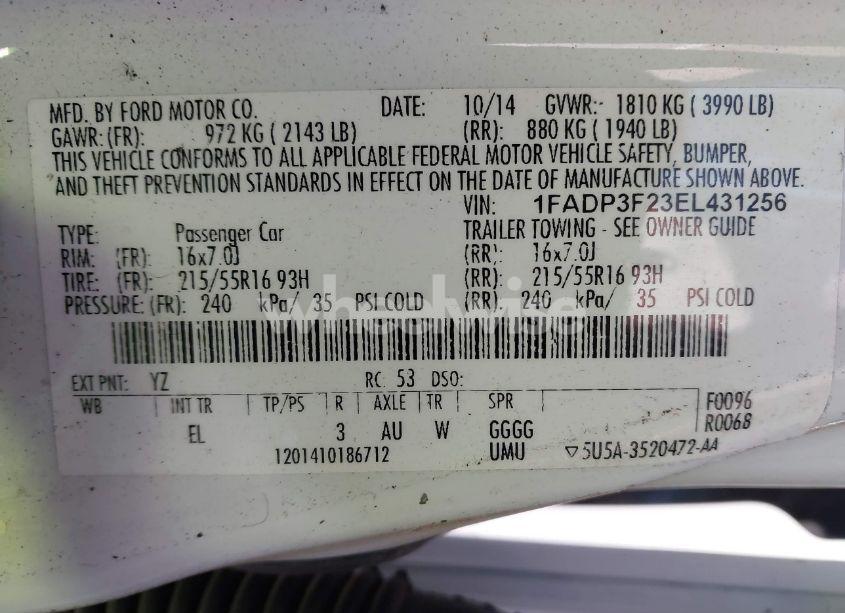 MFD. BY FORD MOTOR CO. DATE: 10/14 GVWR: 1810 KG ( 3990 LB)
GAWR: (FR): 972 KG ( 2143 LB) (RR): 880 KG ( 1940 LB)
THIS VEHICLE CONFORMS TO ALL APPLICABLE FEDERAL MOTOR VEHICLE SAFETY, BUMPER,
AND THEFT PREVENTION STANDARDS IN EFFECT ON THE DATE OF MANUFACTURE SHOWN ABOVE.
VIN: 1FADP3F23EL431256
TYPE: Passenger Car TRAILER TOWING - SEE OWNER GUIDE
RIM: (FR): 16x7.0J (RR): 16x7.0J
TIRE: (FR): 215/55R16 93H (RR): 215/55R16 93H
PRESSURE: (FR): 240 kPa/ 35 PSI COLD (RR): 240 kPa/ 35 PSI COLD
wheelwise
EXT PNT: YZ RC: 53 DSO:
WB INT TR TP/PS R AXLE TR SPR F0096
EL 3 AU W GGGG R0068
1201410186712 UMU ▽5U5A-3520472-AA